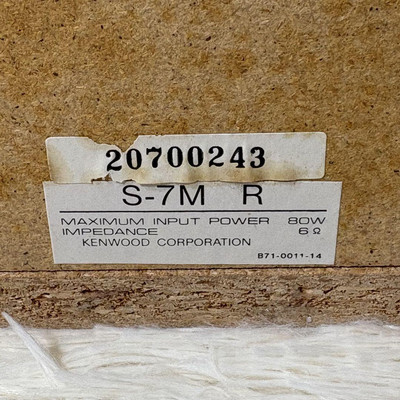 20700243
S-7M R
MAXIMUM INPUT POWER 80W
IMPEDANCE 6Ω
KENWOOD CORPORATION
B71-0011-14